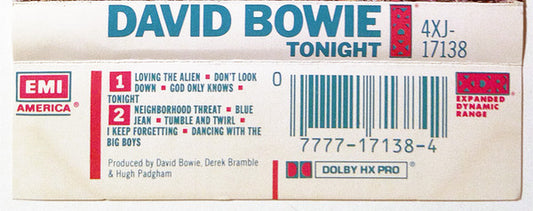 DAVID BOWIE
TONIGHT
4XJ-
17138
EMI
AMERICA®
1 LOVING THE ALIEN ▪ DON'T LOOK
DOWN ▪ GOD ONLY KNOWS ▪
TONIGHT
2 NEIGHBORHOOD THREAT ▪ BLUE
JEAN ▪ TUMBLE AND TWIRL ▪
I KEEP FORGETTING ▪ DANCING WITH THE
BIG BOYS
Produced by David Bowie, Derek Bramble
& Hugh Padgham
0
7777-17138-4
DOLBY HX PRO
EXPANDED
DYNAMIC
RANGE